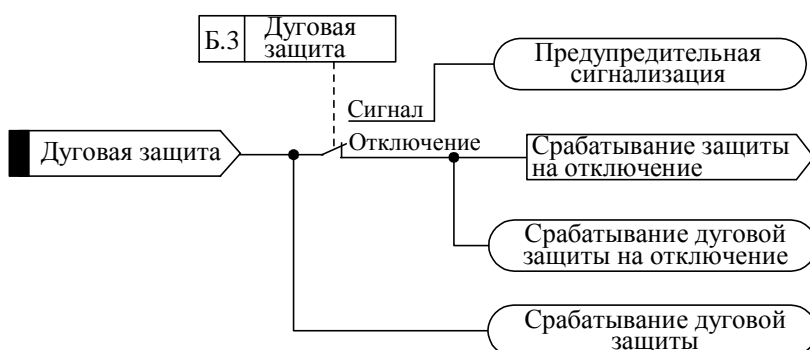 Б.3
Дуговая
защита
Предупредительная
сигнализация
Сигнал
Отключение
Дуговая защита
Срабатывание защиты
на отключение
Срабатывание дуговой
защиты на отключение
Срабатывание дуговой
защиты